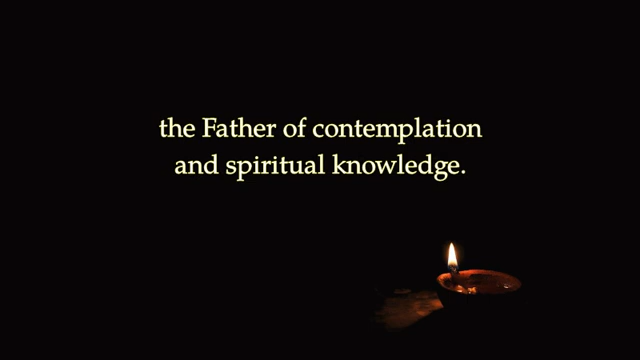 the Father of contemplation
and spiritual knowledge.